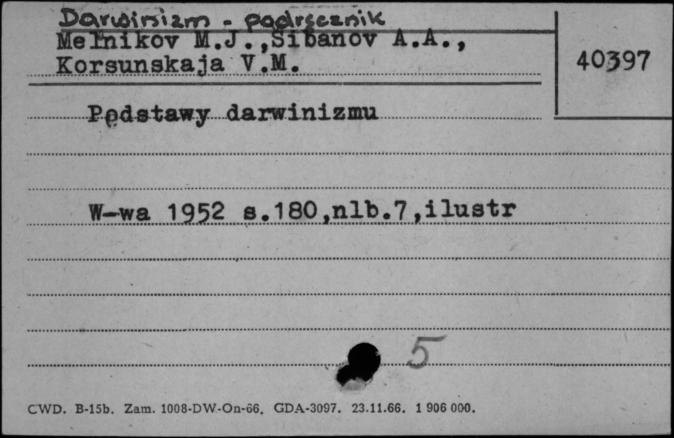 Darwinizm - podręcznik
Melnikov M.J.,Sibanov A.A.,
Korsunskaja V.M.
40397
Podstawy darwinizmu
W-wa 1952 s.180,nlb.7,ilustr
5
CWD. B-15b. Zam. 1008-DW-On-66. GDA-3097. 23.11.66. 1 906 000.